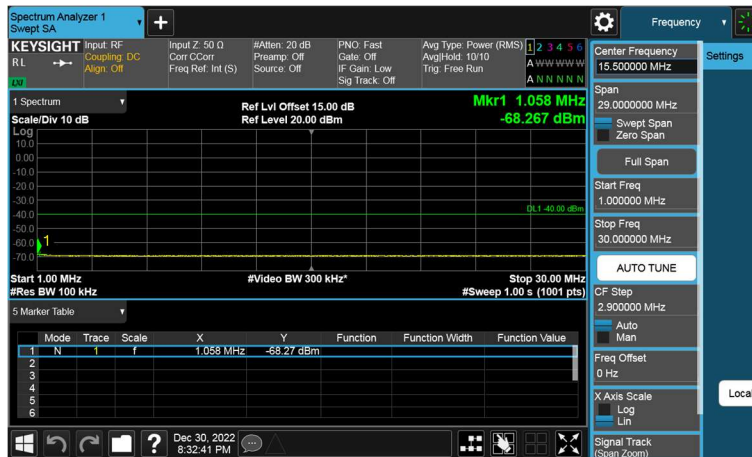 Spectrum Analyzer 1
Swept SA
Frequency
KEYSIGHT
RL
LXI
Input: RF
Coupling: DC
Align: Off
Input Z: 50 Ω
Corr CCorr
Freq Ref: Int (S)
#Atten: 20 dB
Preamp: Off
Source: Off
PNO: Fast
Gate: Off
IF Gain: Low
Sig Track: Off
Avg Type: Power (RMS)
Avg|Hold: 10/10
Trig: Free Run
1 2 3 4 5 6
A W W W W W
A N N N N N
Center Frequency
15.500000 MHz
Settings
1 Spectrum
Scale/Div 10 dB
Ref Lvl Offset 15.00 dB
Ref Level 20.00 dBm
Mkr1 1.058 MHz
-68.267 dBm
Log
10.0
0.00
-10.0
-20.0
-30.0
-40.0
-50.0
-60.0
-70.0
DL1 -40.00 dBm
1
Start 1.00 MHz
#Res BW 100 kHz
#Video BW 300 kHz*
Stop 30.00 MHz
#Sweep 1.00 s (1001 pts)
Span
29.0000000 MHz
Swept Span
Zero Span
Full Span
Start Freq
1.000000 MHz
Stop Freq
30.000000 MHz
AUTO TUNE
CF Step
2.900000 MHz
Auto
Man
Freq Offset
0 Hz
X Axis Scale
Log
Lin
Signal Track
(Span Zoom)
Local
5 Marker Table
Mode Trace Scale X Y Function Function Width Function Value
1 N 1 f 1.058 MHz -68.27 dBm
2
3
4
5
6
?
Dec 30, 2022
8:32:41 PM